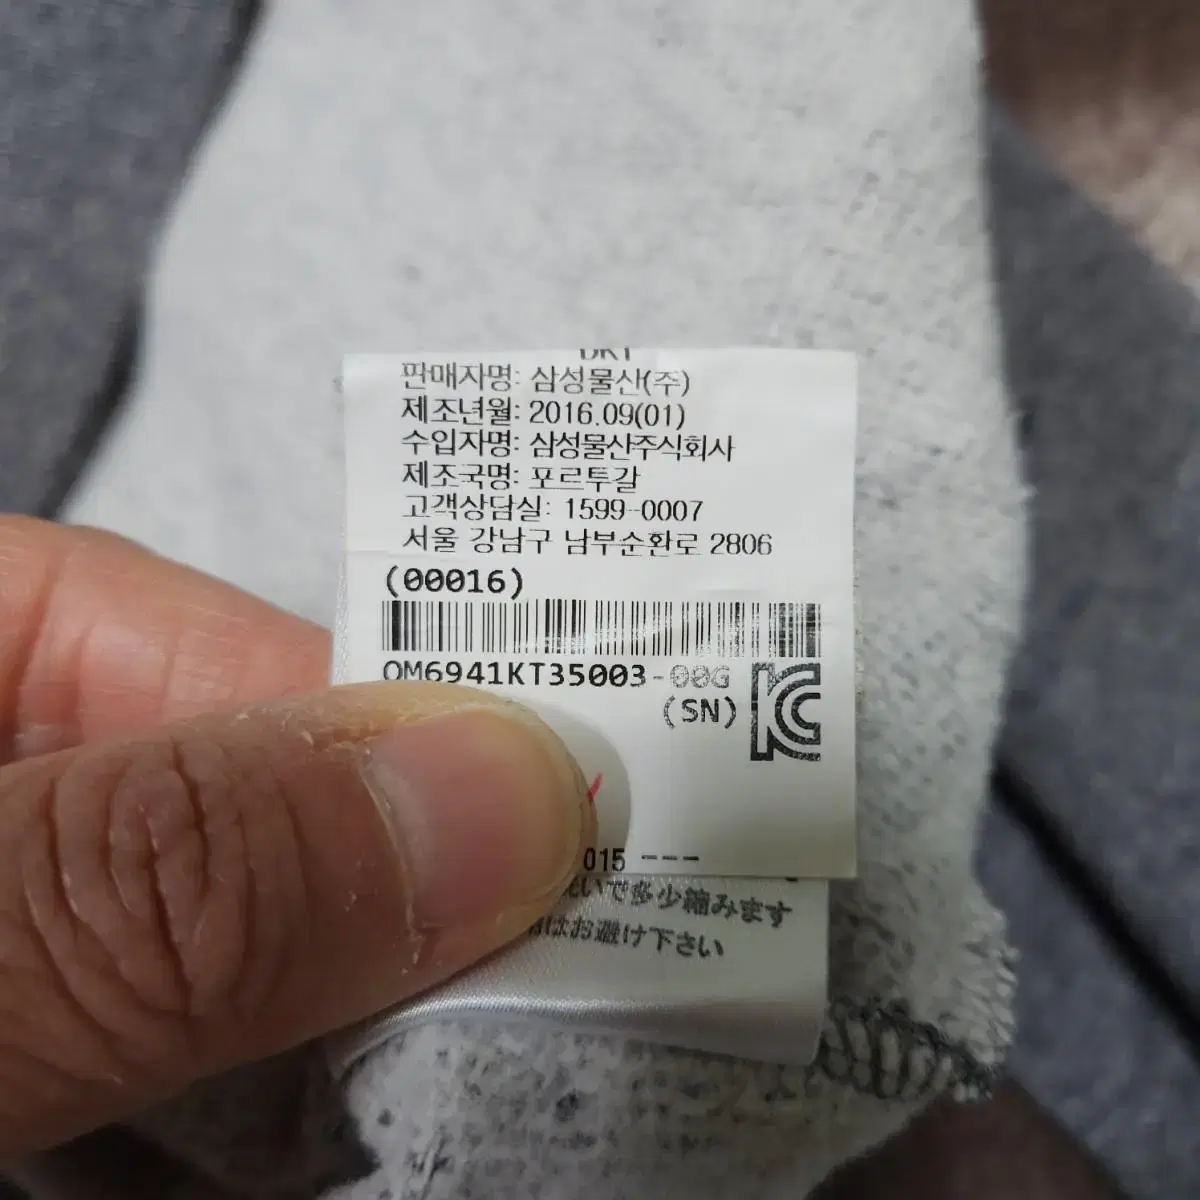 판매자명: 삼성물산(주)
제조년월: 2016.09(01)
수입자명: 삼성물산주식회사
제조국명: 포르투갈
고객상담실: 1599-0007
서울 강남구 남부순환로 2806
(00016)
OM6941KT35003-00G
(SN)
015 ---
いで多少縮みます
はお避け下さい